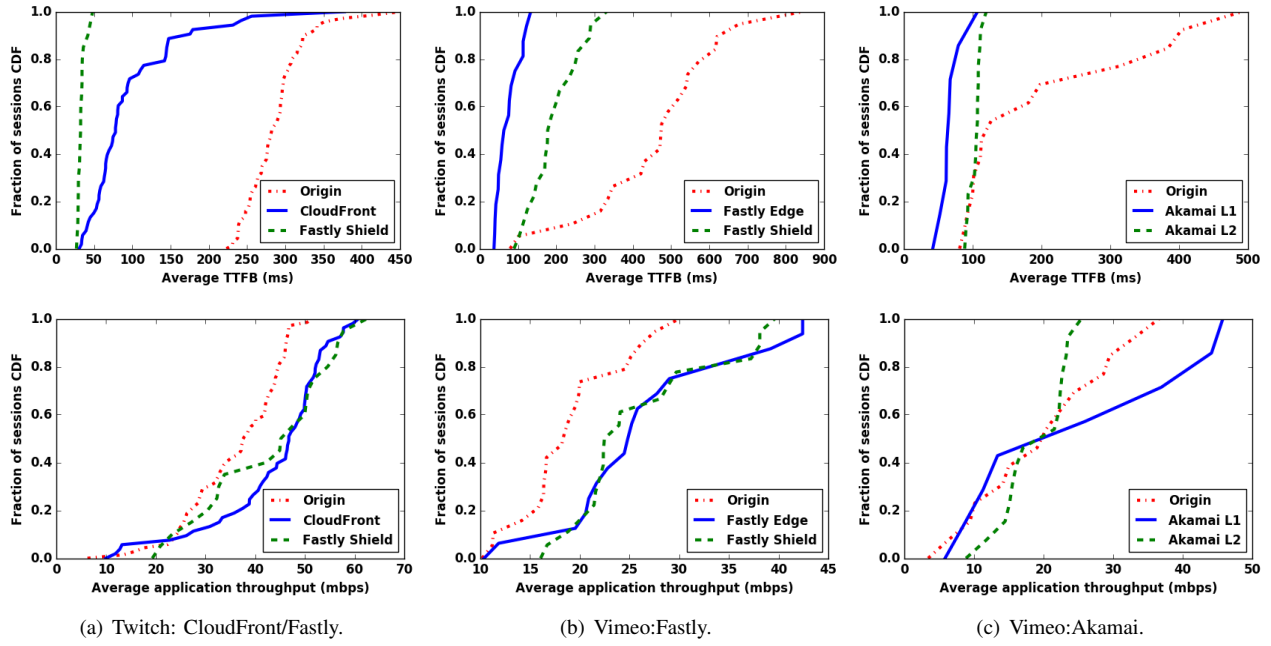 Fraction of sessions CDF
1.0
0.8
0.6
0.4
0.2
0.0
0 50 100 150 200 250 300 350 400 450
Average TTFB (ms)
Origin
CloudFront
Fastly Shield
Fraction of sessions CDF
1.0
0.8
0.6
0.4
0.2
0.0
0 100 200 300 400 500 600 700 800 900
Average TTFB (ms)
Origin
Fastly Edge
Fastly Shield
Fraction of sessions CDF
1.0
0.8
0.6
0.4
0.2
0.0
0 100 200 300 400 500
Average TTFB (ms)
Origin
Akamai L1
Akamai L2
Fraction of sessions CDF
1.0
0.8
0.6
0.4
0.2
0.0
0 10 20 30 40 50 60 70
Average application throughput (mbps)
Origin
CloudFront
Fastly Shield
Fraction of sessions CDF
1.0
0.8
0.6
0.4
0.2
0.0
10 15 20 25 30 35 40 45
Average application throughput (mbps)
Origin
Fastly Edge
Fastly Shield
Fraction of sessions CDF
1.0
0.8
0.6
0.4
0.2
0.0
0 10 20 30 40 50
Average application throughput (mbps)
Origin
Akamai L1
Akamai L2
(a) Twitch: CloudFront/Fastly.
(b) Vimeo:Fastly.
(c) Vimeo:Akamai.